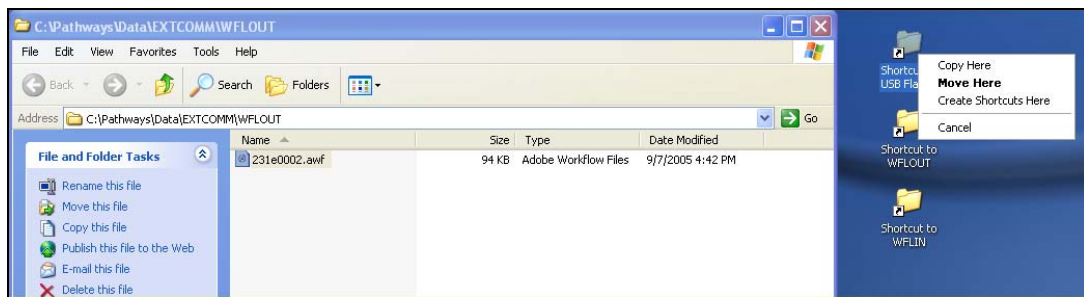 C:\Pathways\Data\EXTCOMM\WFLOUT
File Edit View Favorites Tools Help
Back Search Folders
Address C:\Pathways\Data\EXTCOMM\WFLOUT Go
Name Size Type Date Modified
231e0002.awf 94 KB Adobe Workflow Files 9/7/2005 4:42 PM
File and Folder Tasks
Rename this file
Move this file
Copy this file
Publish this file to the Web
E-mail this file
Delete this file
USB Fla
Copy Here
Move Here
Create Shortcuts Here
Cancel
Shortcut to
WFLOUT
Shortcut to
WFLIN